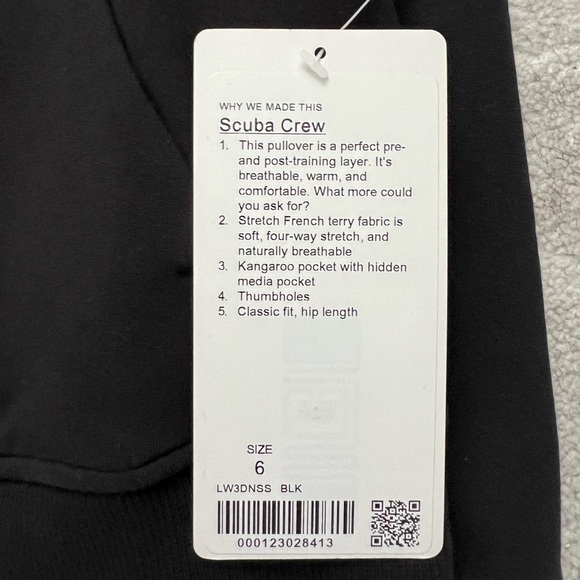 WHY WE MADE THIS
Scuba Crew
1. This pullover is a perfect pre-
and post-training layer. It's
breathable, warm, and
comfortable. What more could
you ask for?
2. Stretch French terry fabric is
soft, four-way stretch, and
naturally breathable
3. Kangaroo pocket with hidden
media pocket
4. Thumbholes
5. Classic fit, hip length
SIZE
6
LW3DNSS BLK
000123028413